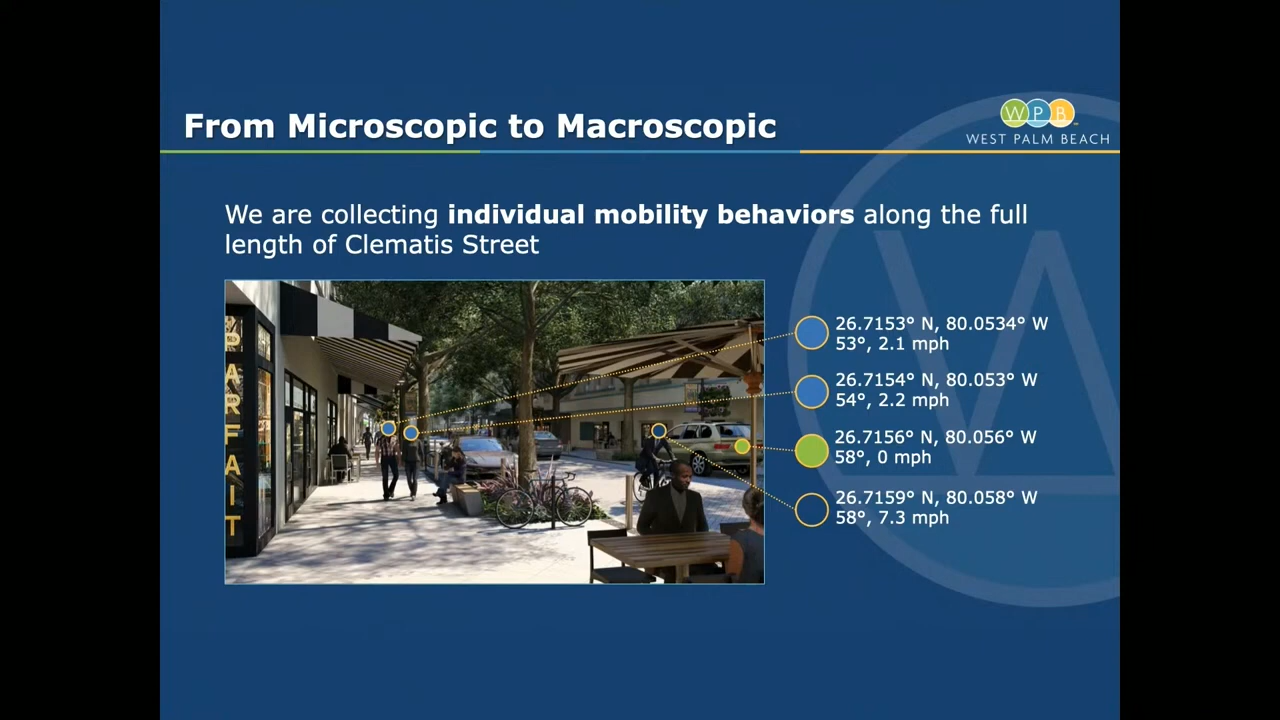 From Microscopic to Macroscopic
WPB
WEST PALM BEACH
We are collecting individual mobility behaviors along the full
length of Clematis Street
26.7153° N, 80.0534° W
53°, 2.1 mph
26.7154° N, 80.053° W
54°, 2.2 mph
26.7156° N, 80.056° W
58°, 0 mph
26.7159° N, 80.058° W
58°, 7.3 mph
PARFAIT